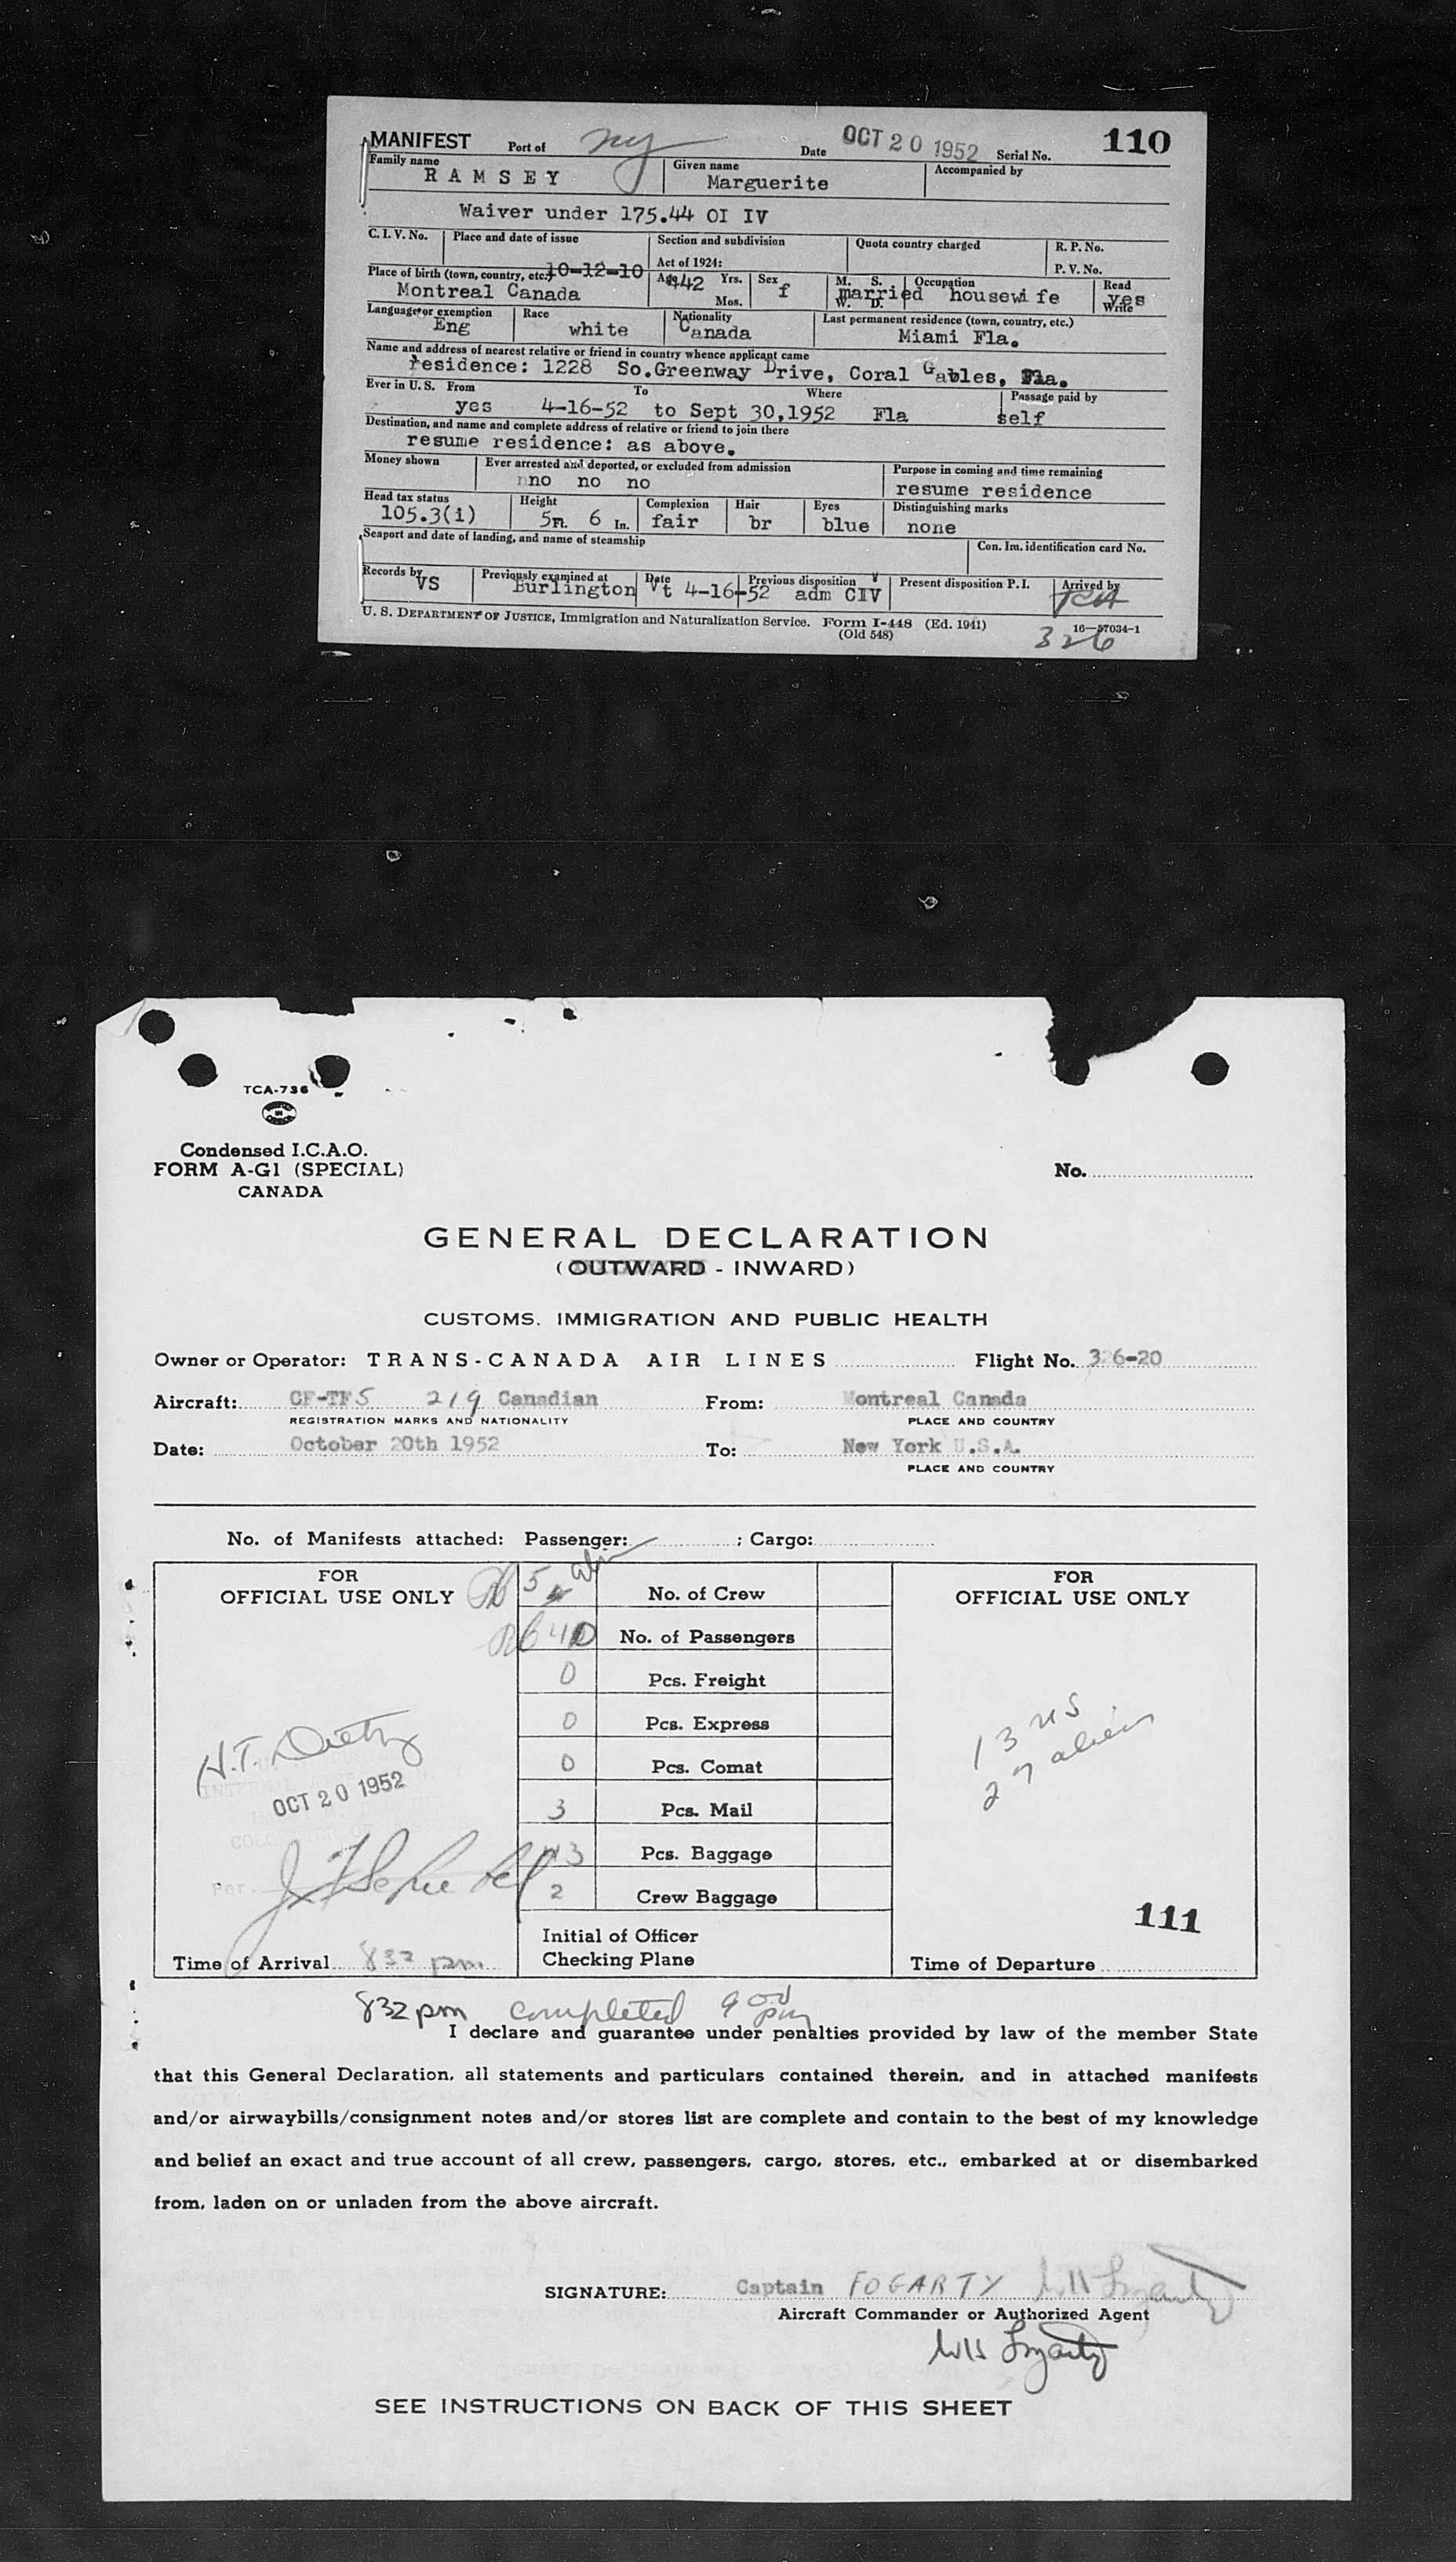 MANIFEST Port of ny Date OCT 20 1952 Serial No. 110
Family name Given name Accompanied by
RAMSEY Marguerite
Waiver under 175.44 OI IV
C. I. V. No. Place and date of issue Section and subdivision Quota country charged R. P. No.
Act of 1924: P. V. No.
Place of birth (town, country, etc.) 10-12-10 Age 42 Yrs. Sex M. S. Occupation Read
Montreal Canada Mos. f married W. D. housewife yes Write
Language or exemption Race Nationality Last permanent residence (town, country, etc.)
Eng white Canada Miami Fla.
Name and address of nearest relative or friend in country whence applicant came
residence: 1228 So.Greenway Drive, Coral Gables, Fla.
Ever in U. S. From To Where Passage paid by
yes 4-16-52 to Sept 30,1952 Fla self
Destination, and name and complete address of relative or friend to join there
resume residence: as above.
Money shown Ever arrested and deported, or excluded from admission Purpose in coming and time remaining
no no no resume residence
Head tax status Height Complexion Hair Eyes Distinguishing marks
105.3(i) 5 Ft. 6 In. fair br blue none
Seaport and date of landing, and name of steamship Con. Im. identification card No.
Records by Previously examined at Date Previous disposition Present disposition P. I. Arrived by
VS Burlington Vt 4-16-52 adm CIV TCA
U. S. DEPARTMENT OF JUSTICE, Immigration and Naturalization Service. Form I-448 (Ed. 1941) 16—57034-1
(Old 548) 326
TCA-736
Condensed I.C.A.O.
FORM A-G1 (SPECIAL) No.
CANADA
GENERAL DECLARATION
(OUTWARD - INWARD)
CUSTOMS, IMMIGRATION AND PUBLIC HEALTH
Owner or Operator: TRANS-CANADA AIR LINES Flight No. 326-20
Aircraft: CF-TFS 219 Canadian From: Montreal Canada
REGISTRATION MARKS AND NATIONALITY PLACE AND COUNTRY
Date: October 20th 1952 To: New York U.S.A.
PLACE AND COUNTRY
No. of Manifests attached: Passenger: ; Cargo:
FOR FOR
OFFICIAL USE ONLY 5 No. of Crew OFFICIAL USE ONLY
40 No. of Passengers
0 Pcs. Freight
0 Pcs. Express 13 US
0 Pcs. Comat 27 alien
OCT 20 1952
3 Pcs. Mail
43 Pcs. Baggage
Per.
2 Crew Baggage
111
Initial of Officer
Time of Arrival 832 pm Checking Plane Time of Departure
832 pm completed 900 pm
I declare and guarantee under penalties provided by law of the member State
that this General Declaration, all statements and particulars contained therein, and in attached manifests
and/or airwaybills/consignment notes and/or stores list are complete and contain to the best of my knowledge
and belief an exact and true account of all crew, passengers, cargo, stores, etc., embarked at or disembarked
from, laden on or unladen from the above aircraft.
SIGNATURE: Captain FOGARTY
Aircraft Commander or Authorized Agent
SEE INSTRUCTIONS ON BACK OF THIS SHEET